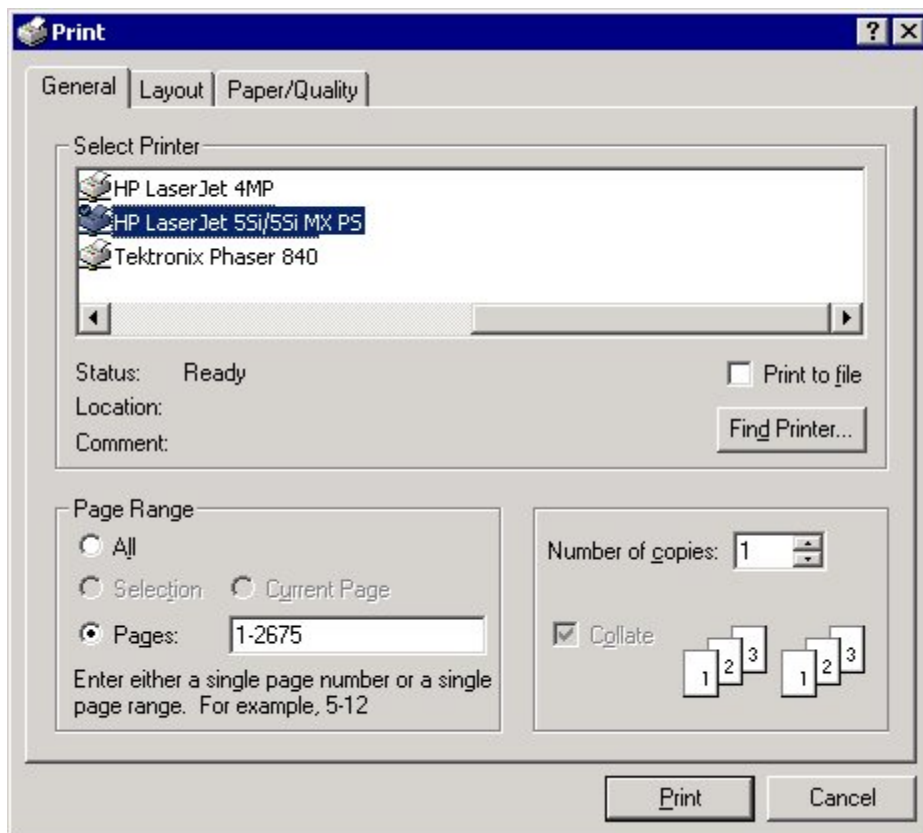 Print
General Layout Paper/Quality
Select Printer
HP LaserJet 4MP
HP LaserJet 5Si/5Si MX PS
Tektronix Phaser 840
Status: Ready
Print to file
Location:
Find Printer...
Comment:
Page Range
All
Selection Current Page
Pages: 1-2675
Enter either a single page number or a single
page range. For example, 5-12
Number of copies: 1
Collate
1 2 3 1 2 3
Print Cancel